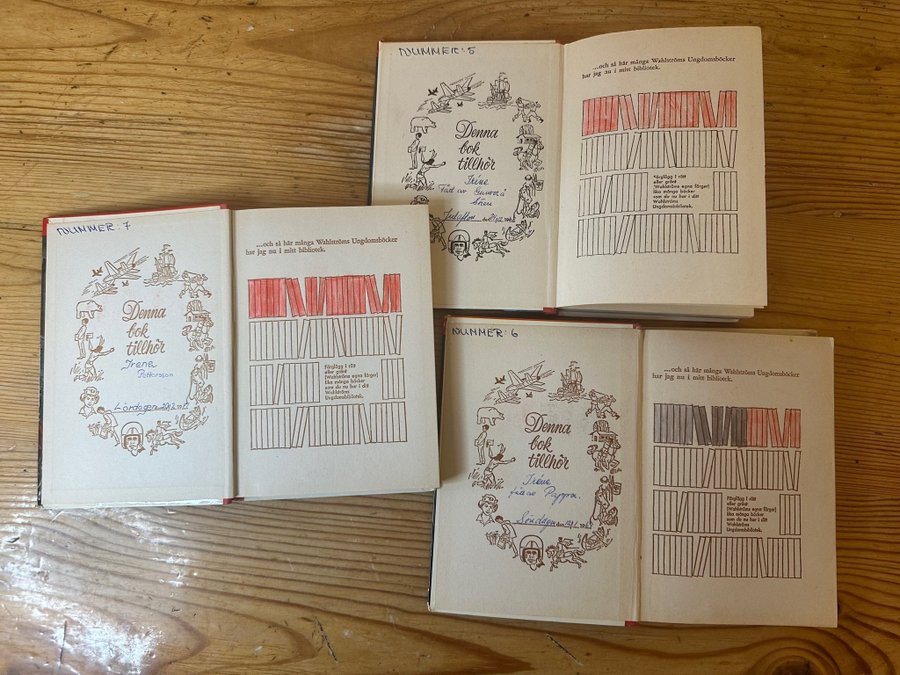 NUMMER: 5
Denna
bok
tillhör
Iréne
Julafton
...och så här många Wahlströms Ungdomsböcker
har jag nu i mitt bibliotek.
Färglägg i rött
eller grönt
(Wahlströms egna färger)
lika många böcker
som du nu har i ditt
Wahlströms
Ungdomsbibliotek.
NUMMER: 7
Denna
bok
tillhör
Irene
Pettersson
Lördagen
...och så här många Wahlströms Ungdomsböcker
har jag nu i mitt bibliotek.
Färglägg i rött
eller grönt
(Wahlströms egna färger)
lika många böcker
som du nu har i ditt
Wahlströms
Ungdomsbibliotek.
NUMMER: 6
Denna
bok
tillhör
Iréne
Pappa.
Söndagen
...och så här många Wahlströms Ungdomsböcker
har jag nu i mitt bibliotek.
Färglägg i rött
eller grönt
(Wahlströms egna färger)
lika många böcker
som du nu har i ditt
Wahlströms
Ungdomsbibliotek.